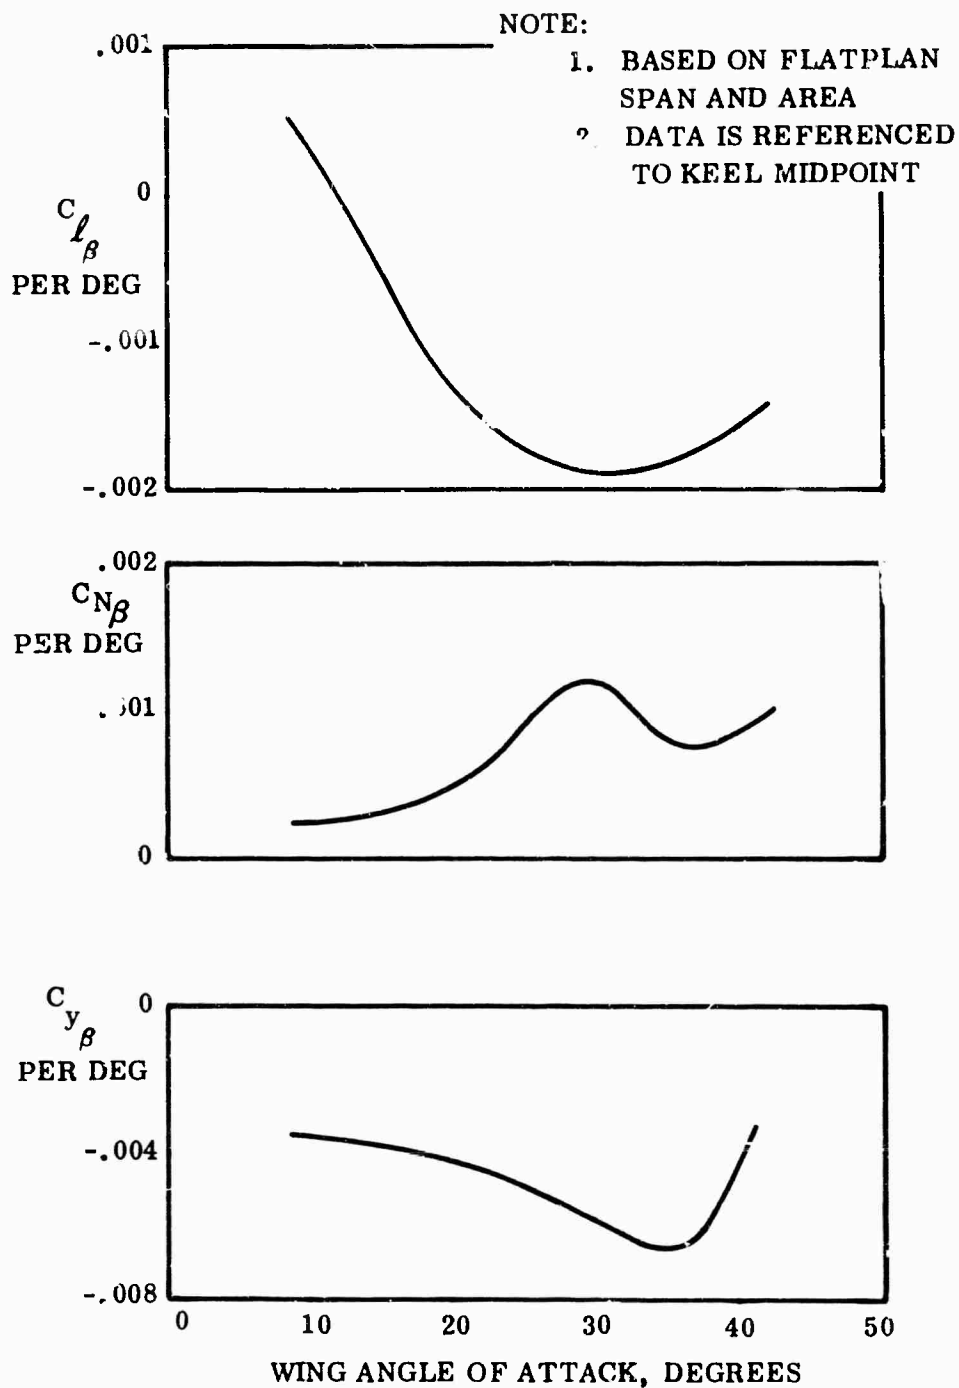 NOTE:
1. BASED ON FLATPLAN
SPAN AND AREA
DATA IS REFERENCED
TO KEEL MIDPOINT
.001
0
C
ℓ
β
PER DEG
-.001
-.002
.002
C
N
β
PER DEG
0
C
y
β
0
PER DEG
-.004
-.008
0 10 20 30 40 50
WING ANGLE OF ATTACK, DEGREES